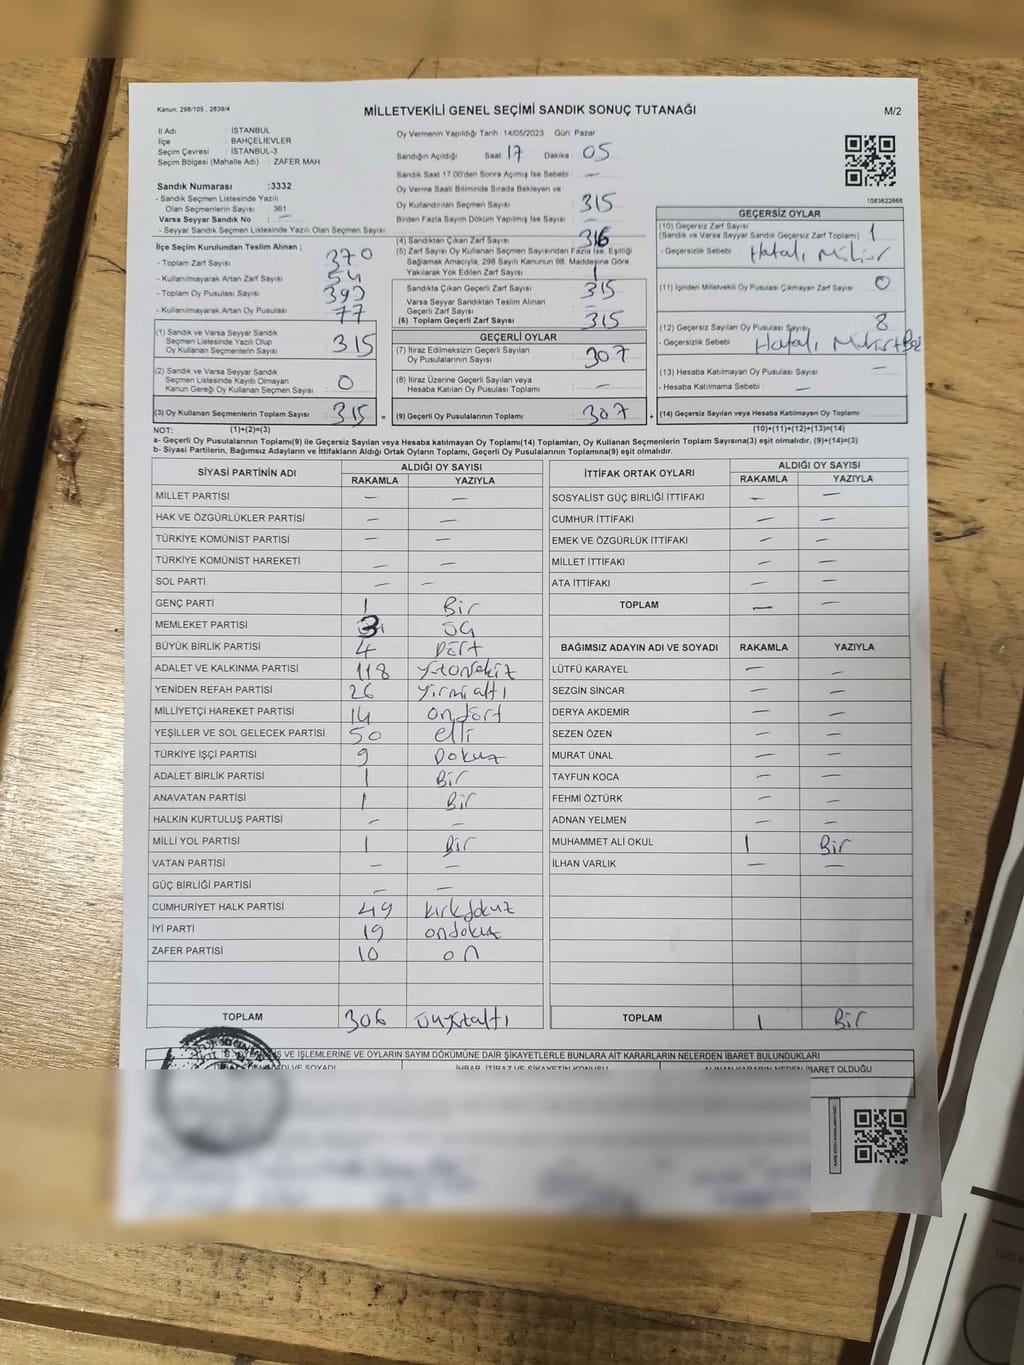 Kanun: 298/105 , 2839/4
MİLLETVEKİLİ GENEL SEÇİMİ SANDIK SONUÇ TUTANAĞI
M/2
İl Adı : İSTANBUL
İlçe : BAHÇELİEVLER
Seçim Çevresi : İSTANBUL-3
Seçim Bölgesi (Mahalle Adı) : ZAFER MAH
Sandık Numarası :3332
- Sandık Seçmen Listesinde Yazılı
Olan Seçmenlerin Sayısı : 361
Varsa Seyyar Sandık No : —
- Seyyar Sandık Seçmen Listesinde Yazılı Olan Seçmen Sayısı :
Oy Vermenin Yapıldığı Tarih : 14/05/2023 Gün: Pazar
Sandığın Açıldığı Saat 17 Dakika 05
Sandık Saat 17.00'den Sonra Açımış İse Sebebi : —
Oy Verme Saati Bitiminde Sırada Bekleyen ve
Oy Kullandırılan Seçmen Sayısı : 315
Birden Fazla Sayım Döküm Yapılmış İse Sayısı : —
1083622666
İlçe Seçim Kurulundan Teslim Alınan ;
- Toplam Zarf Sayısı : 370
- Kullanılmayarak Artan Zarf Sayısı : 54
- Toplam Oy Pusulası Sayısı :
- Kullanılmayarak Artan Oy Pusulası : 77
(1) Sandık ve Varsa Seyyar Sandık
Seçmen Listesinde Yazılı Olup
Oy Kullanan Seçmenlerin Sayısı : 315
(2) Sandık ve Varsa Seyyar Sandık
Seçmen Listesinde Kayıtlı Olmayan
Kanun Gereği Oy Kullanan Seçmen Sayısı : 0
(3) Oy Kullanan Seçmenlerin Toplam Sayısı : 315 =
(4) Sandıktan Çıkan Zarf Sayısı : 316
(5) Zarf Sayısı Oy Kullanan Seçmen Sayısından Fazla İse, Eşitliği
Sağlamak Amacıyla, 298 Sayılı Kanunun 98. Maddesine Göre
Yakılarak Yok Edilen Zarf Sayısı : 1
Sandıkta Çıkan Geçerli Zarf Sayısı : 315
Varsa Seyyar Sandıktan Teslim Alınan
Geçerli Zarf Sayısı :
(6) Toplam Geçerli Zarf Sayısı : 315
GEÇERLİ OYLAR
(7) İtiraz Edilmeksizin Geçerli Sayılan
Oy Pusulalarının Sayısı : 307
(8) İtiraz Üzerine Geçerli Sayılan veya
Hesaba Katılan Oy Pusulası Toplamı : —
(9) Geçerli Oy Pusulalarının Toplamı : 307 +
GEÇERSİZ OYLAR
(10) Geçersiz Zarf Sayısı
(Sandık ve Varsa Seyyar Sandık Geçersiz Zarf Toplamı) : 1
- Geçersizlik Sebebi : Hatalı Mühür
(11) İçinden Milletvekili Oy Pusulası Çıkmayan Zarf Sayısı : 0
(12) Geçersiz Sayılan Oy Pusulası Sayısı : 8
- Geçersizlik Sebebi : Hatalı
(13) Hesaba Katılmayan Oy Pusulası Sayısı : —
- Hesaba Katılmama Sebebi : —
(14) Geçersiz Sayılan veya Hesaba Katılmayan Oy Toplamı :
NOT: (1)+(2)=(3) (10)+(11)+(12)+(13)=(14)
a- Geçerli Oy Pusulalarının Toplamı(9) ile Geçersiz Sayılan veya Hesaba katılmayan Oy Toplamı(14) Toplamları, Oy Kullanan Seçmenlerin Toplam Sayısına(3) eşit olmalıdır. (9)+(14)=(3)
b- Siyasi Partilerin, Bağımsız Adayların ve İttifakların Aldığı Oyların Toplamı, Geçerli Oy Pusulalarının Toplamına(9) eşit olmalıdır.
SİYASİ PARTİNİN ADI ALDIĞI OY SAYISI
RAKAMLA YAZIYLA
MİLLET PARTİSİ — —
HAK VE ÖZGÜRLÜKLER PARTİSİ — —
TÜRKİYE KOMÜNİST PARTİSİ — —
TÜRKİYE KOMÜNİST HAREKETİ — —
SOL PARTİ — —
GENÇ PARTİ 1 Bir
MEMLEKET PARTİSİ 3 üç
BÜYÜK BİRLİK PARTİSİ 4 Dört
ADALET VE KALKINMA PARTİSİ 118 yüzonsekiz
YENİDEN REFAH PARTİSİ 26 yirmialtı
MİLLİYETÇİ HAREKET PARTİSİ 14 ondört
YEŞİLLER VE SOL GELECEK PARTİSİ 50 elli
TÜRKİYE İŞÇİ PARTİSİ 9 Dokuz
ADALET BİRLİK PARTİSİ 1 Bir
ANAVATAN PARTİSİ 1 Bir
HALKIN KURTULUŞ PARTİSİ — —
MİLLİ YOL PARTİSİ 1 Bir
VATAN PARTİSİ — —
GÜÇ BİRLİĞİ PARTİSİ — —
CUMHURİYET HALK PARTİSİ 49 kırkdokuz
İYİ PARTİ 19 ondokuz
ZAFER PARTİSİ 10 on
TOPLAM 306 üçyüzaltı
İTTİFAK ORTAK OYLARI ALDIĞI OY SAYISI
RAKAMLA YAZIYLA
SOSYALİST GÜÇ BİRLİĞİ İTTİFAKI — —
CUMHUR İTTİFAKI — —
EMEK VE ÖZGÜRLÜK İTTİFAKI — —
MİLLET İTTİFAKI — —
ATA İTTİFAKI — —
TOPLAM — —
BAĞIMSIZ ADAYIN ADI VE SOYADI RAKAMLA YAZIYLA
LÜTFÜ KARAYEL — —
SEZGİN SİNCAR — —
DERYA AKDEMİR — —
SEZEN ÖZEN — —
MURAT ÜNAL — —
TAYFUN KOCA — —
FEHMİ ÖZTÜRK — —
ADNAN YELMEN — —
MUHAMMET ALİ OKUL 1 Bir
İLHAN VARLIK — —
TOPLAM 1 Bir
VE İŞLEMLERİNE VE OYLARIN SAYIM DÖKÜMÜNE DAİR ŞİKAYETLERLE BUNLARA AİT KARARLARIN NELERDEN İBARET BULUNDUKLARI